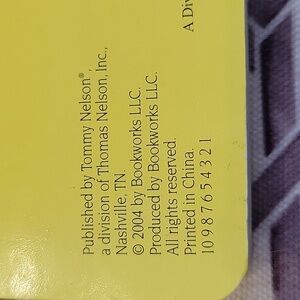 Published by Tommy Nelson®,
a division of Thomas Nelson, Inc.,
Nashville, TN.
© 2004 by Bookworks LLC.
Produced by Bookworks LLC.
All rights reserved.
Printed in China.
10 9 8 7 6 5 4 3 2 1
A Div